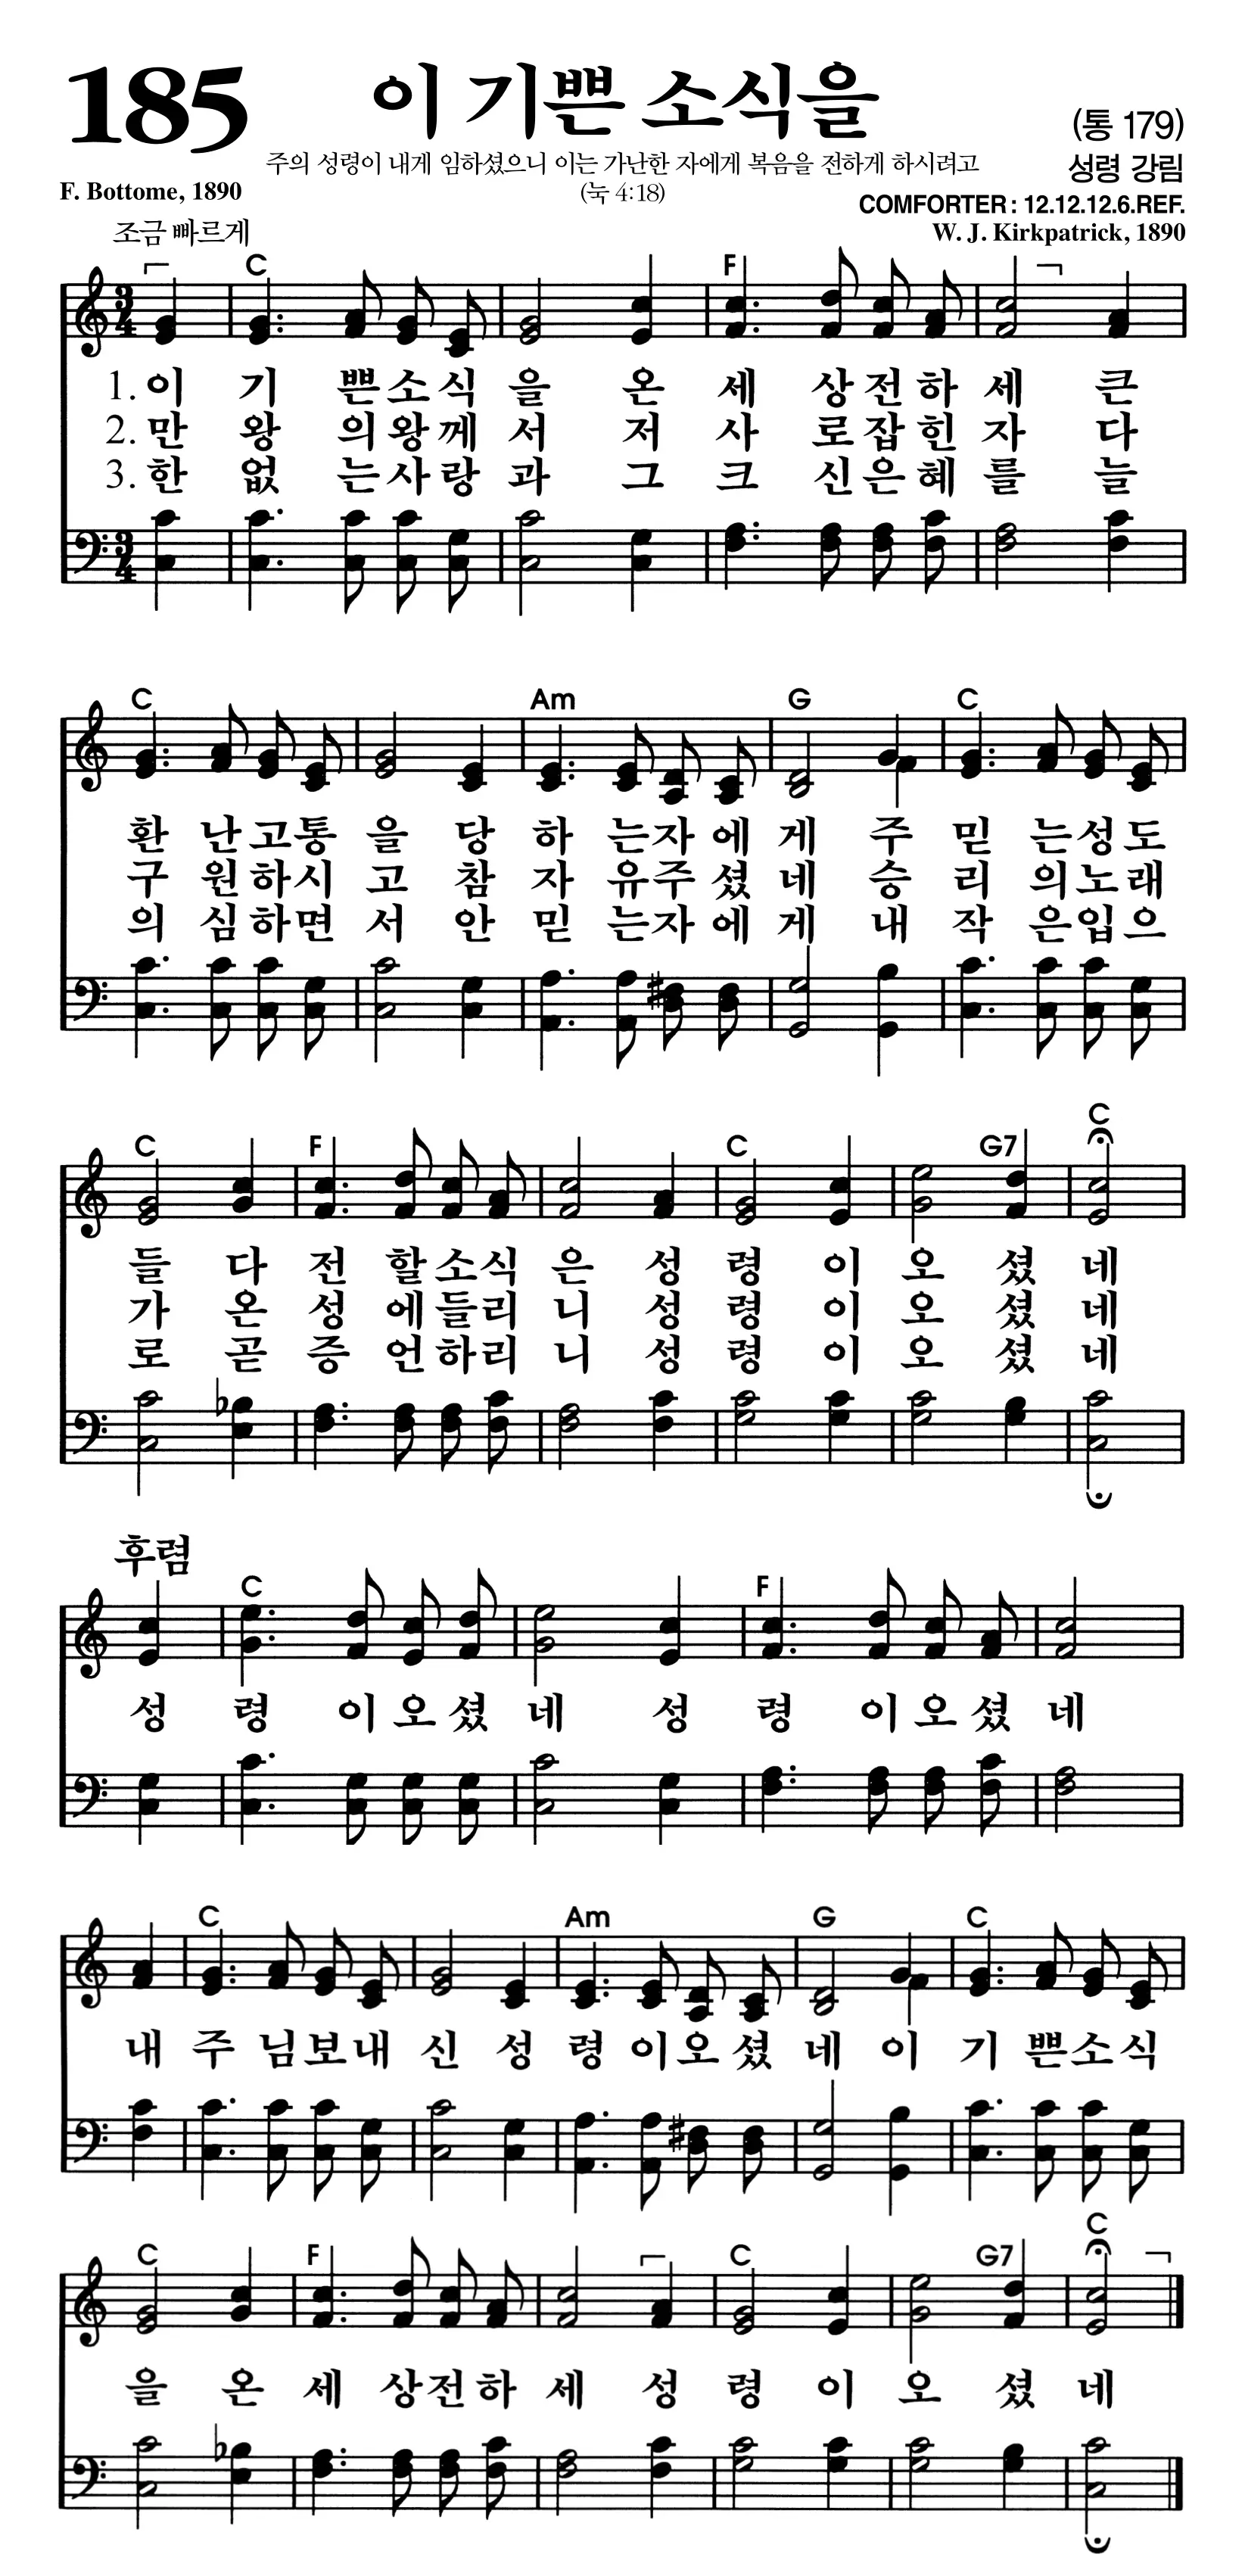 185 이 기쁜 소식을 (통 179)
주의 성령이 내게 임하셨으니 이는 가난한 자에게 복음을 전하게 하시려고 성령 강림
F. Bottome, 1890 (눅 4:18) COMFORTER : 12.12.12.6.REF.
조금 빠르게 W. J. Kirkpatrick, 1890
C F
3 4
1. 이 기 쁜 소 식 을 온 세 상 전 하 세 큰
2. 만 왕 의 왕 께 서 저 사 로 잡 힌 자 다
3. 한 없 는 사 랑 과 그 크 신 은 혜 를 늘
3 4
C Am G C
환 난 고 통 을 당 하 는 자 에 게 주 믿 는 성 도
구 원 하 시 고 참 자 유 주 셨 네 승 리 의 노 래
의 심 하 면 서 안 믿 는 자 에 게 내 작 은 입 으
C F C G7 C
들 다 전 할 소 식 은 성 령 이 오 셨 네
가 온 성 에 들 리 니 성 령 이 오 셨 네
로 곧 증 언 하 리 니 성 령 이 오 셨 네
후렴
C F
성 령 이 오 셨 네 성 령 이 오 셨 네
C Am G C
내 주 님 보 내 신 성 령 이 오 셨 네 이 기 쁜 소 식
C F C G7 C
을 온 세 상 전 하 세 성 령 이 오 셨 네